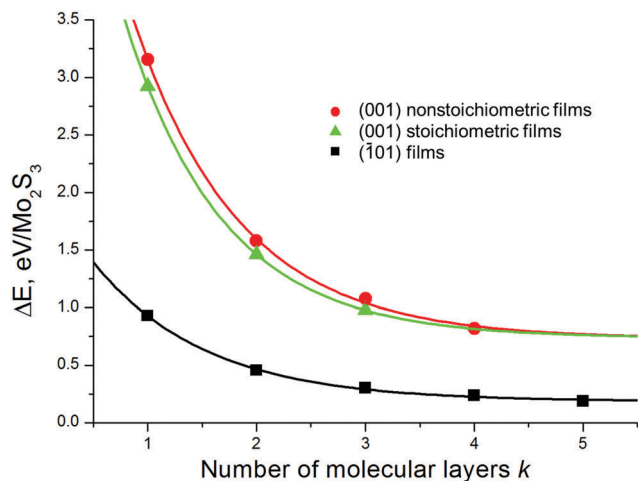 3.5
3.0
2.5
2.0
1.5
1.0
0.5
0.0
ΔE, eV/Mo₂S₃
(001) nonstoichiometric films
(001) stoichiometric films
(1̄01) films
1 2 3 4 5
Number of molecular layers k